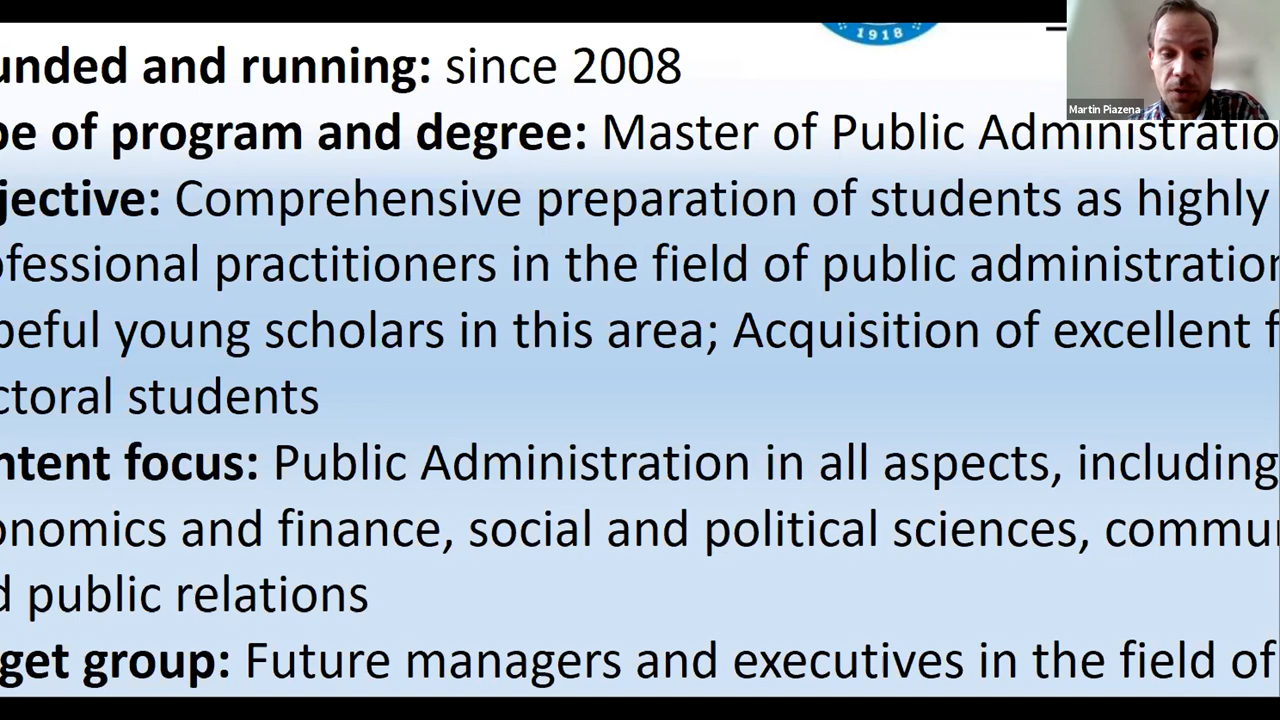 1918
unded and running: since 2008
Martin Piazena
pe of program and degree: Master of Public Administratio
jective: Comprehensive preparation of students as highly
ofessional practitioners in the field of public administration
peful young scholars in this area; Acquisition of excellent f
ctoral students
ntent focus: Public Administration in all aspects, including
onomics and finance, social and political sciences, commu
d public relations
get group: Future managers and executives in the field of